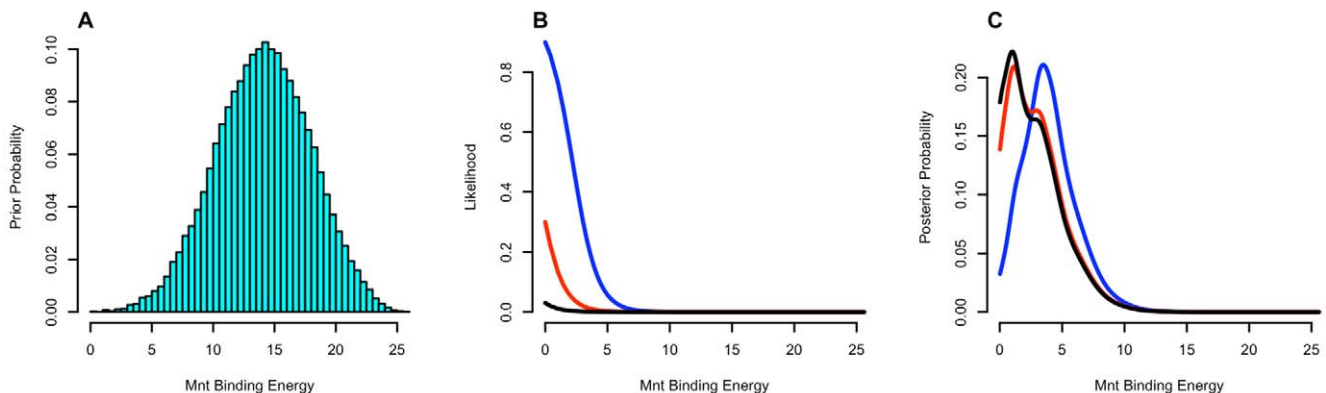 A
Prior Probability
0.10
0.08
0.06
0.04
0.02
0.00
0 5 10 15 20 25
Mnt Binding Energy
B
Likelihood
0.8
0.6
0.4
0.2
0.0
0 5 10 15 20 25
Mnt Binding Energy
C
Posterior Probability
0.20
0.15
0.10
0.05
0.00
0 5 10 15 20 25
Mnt Binding Energy